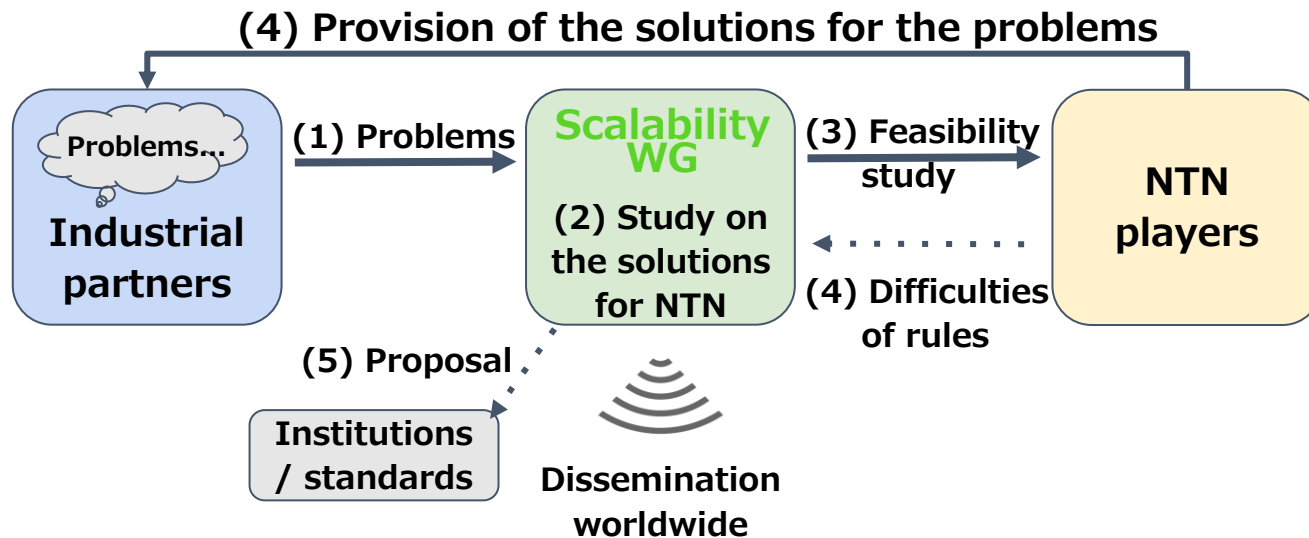 (4) Provision of the solutions for the problems
Problems...
Industrial
partners
(1) Problems
Scalability
WG
(2) Study on
the solutions
for NTN
(3) Feasibility
study
(4) Difficulties
of rules
NTN
players
(5) Proposal
Institutions
/ standards
Dissemination
worldwide